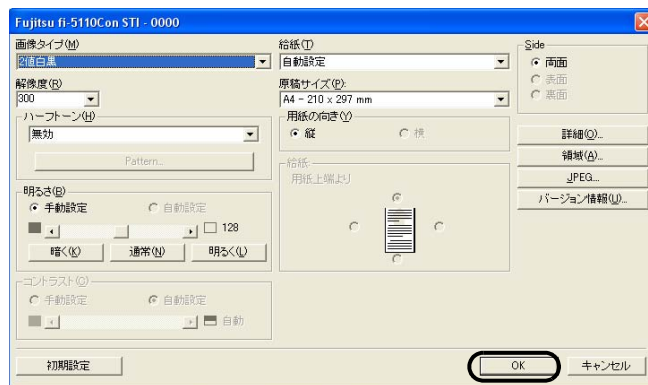 Fujitsu fi-5110Con STI - 0000
画像タイプ(M)
2値白黒
解像度(R)
300
ハーフトーン(H)
無効
Pattern...
明るさ(B)
手動設定
自動設定
128
暗く(K)
通常(N)
明るく(L)
コントラスト(O)
手動設定
自動設定
自動
初期設定
給紙(T)
自動設定
原稿サイズ(P):
A4 - 210 x 297 mm
用紙の向き(Y)
縦
横
給紙:
用紙上端より
Side
両面
表面
裏面
詳細(O)...
領域(A)...
JPEG...
バージョン情報(U)...
OK
キャンセル